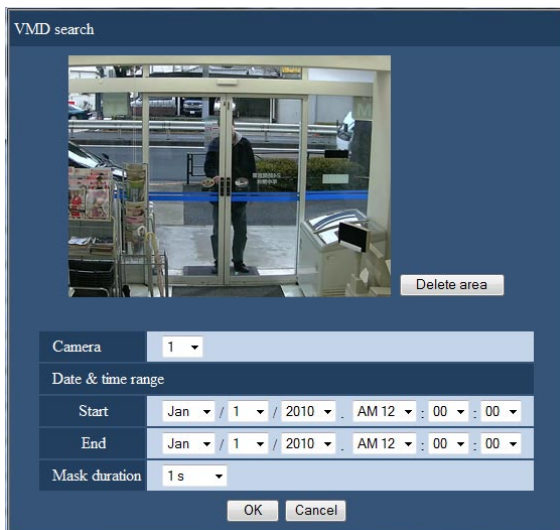 VMD search
Delete area
Camera 1
Date & time range
Start Jan / 1 / 2010 . AM 12 : 00 : 00
End Jan / 1 / 2010 . AM 12 : 00 : 00
Mask duration 1 s
OK Cancel